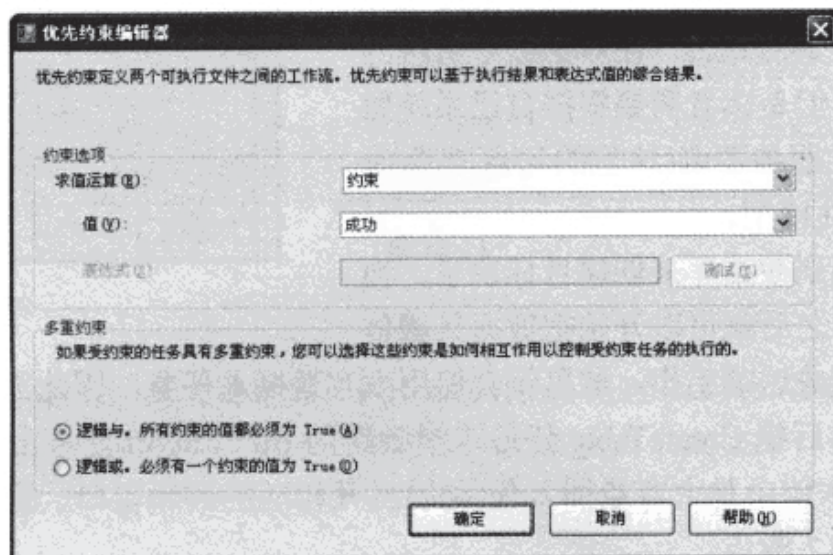 优先约束编辑器
优先约束定义两个可执行文件之间的工作流。优先约束可以基于执行结果和表达式值的综合结果。
约束选项
求值运算(E):
约束
值(V):
成功
表达式(X):
测试(T)
多重约束
如果受约束的任务具有多重约束，您可以选择这些约束是如何相互作用以控制受约束任务的执行的。
逻辑与。所有约束的值都必须为 True(A)
逻辑或。必须有一个约束的值为 True(O)
确定
取消
帮助(H)